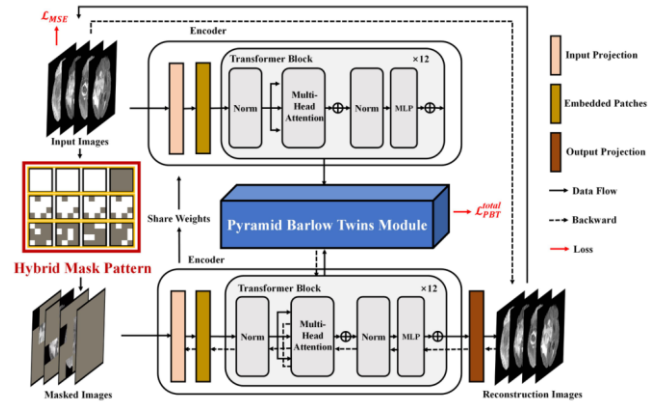 ℒ_MSE
Encoder
Transformer Block
×12
Norm
Multi-
Head
Attention
Norm
MLP
Input Images
Input Projection
Embedded Patches
Output Projection
Data Flow
Backward
Loss
Share Weights
Pyramid Barlow Twins Module
ℒ_PBT^total
Hybrid Mask Pattern
Encoder
Transformer Block
×12
Norm
Multi-
Head
Attention
Norm
MLP
Masked Images
Reconstruction Images